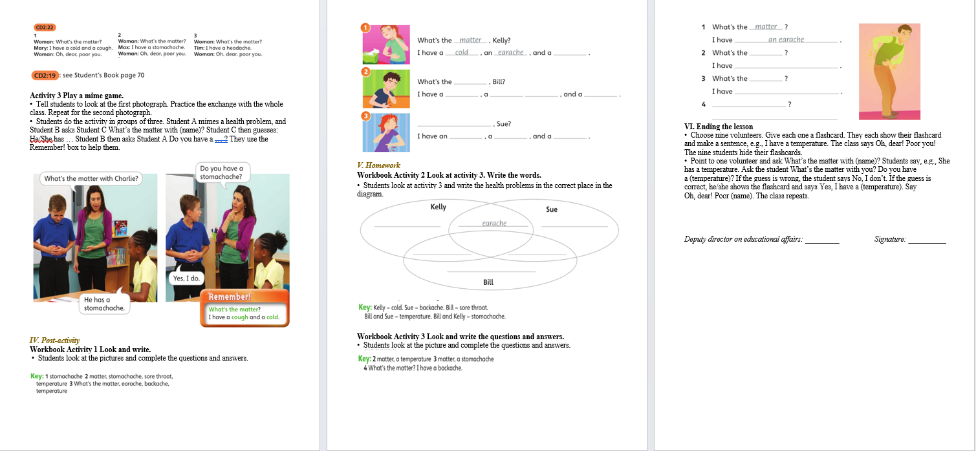 CD2:22
1
Woman: What's the matter?
Mary: I have a cold and a cough.
Woman: Oh, dear, poor you.
2
Woman: What's the matter?
Max: I have a stomachache.
Woman: Oh, dear, poor you.
3
Woman: What's the matter?
Tim: I have a headache.
Woman: Oh, dear, poor you.
CD2:19: see Student's Book page 70
Activity 3 Play a mime game.
• Tell students to look at the first photograph. Practice the exchange with the whole
class. Repeat for the second photograph.
• Students do the activity in groups of three. Student A mimes a health problem, and
Student B asks Student C What's the matter with (name)? Student C then guesses:
He/She has ... Student B then asks Student A Do you have a ...? They use the
Remember! box to help them.
What's the matter with Charlie?
Do you have a
stomachache?
Yes, I do.
He has a
stomachache.
Remember!
What's the matter?
I have a cough and a cold.
IV. Post-activity
Workbook Activity 1 Look and write.
• Students look at the pictures and complete the questions and answers.
Key: 1 stomachache 2 matter, stomachache, sore throat,
temperature 3 What's the matter, earache, backache,
temperature
1
What's the matter, Kelly?
I have a cold, an earache, and a ______.
2
What's the ______, Bill?
I have a ______, a ______, and a ______.
3
______, Sue?
I have an ______, a ______, and a ______.
V. Homework
Workbook Activity 2 Look at activity 3. Write the words.
• Students look at activity 3 and write the health problems in the correct place in the
diagram.
Kelly
Sue
earache
Bill
Key: Kelly – cold. Sue – backache. Bill – sore throat.
Bill and Sue – temperature. Bill and Kelly – stomachache.
Workbook Activity 3 Look and write the questions and answers.
• Students look at the picture and complete the questions and answers.
Key: 2 matter, a temperature 3 matter, a stomachache
4 What's the matter? I have a backache.
1 What's the matter ?
I have an earache .
2 What's the ______ ?
I have ______ .
3 What's the ______ ?
I have ______ .
4 ______ ?
VI. Ending the lesson
• Choose nine volunteers. Give each one a flashcard. They each show their flashcard
and make a sentence, e.g., I have a temperature. The class says Oh, dear! Poor you!
The nine students hide their flashcards.
• Point to one volunteer and ask What's the matter with (name)? Students say, e.g., She
has a temperature. Ask the student What's the matter with you? Do you have
a (temperature)? If the guess is wrong, the student says No, I don't. If the guess is
correct, he/she shows the flashcard and says Yes, I have a (temperature). Say
Oh, dear! Poor (name). The class repeats.
Deputy director on educational affairs: ______ Signature: ______